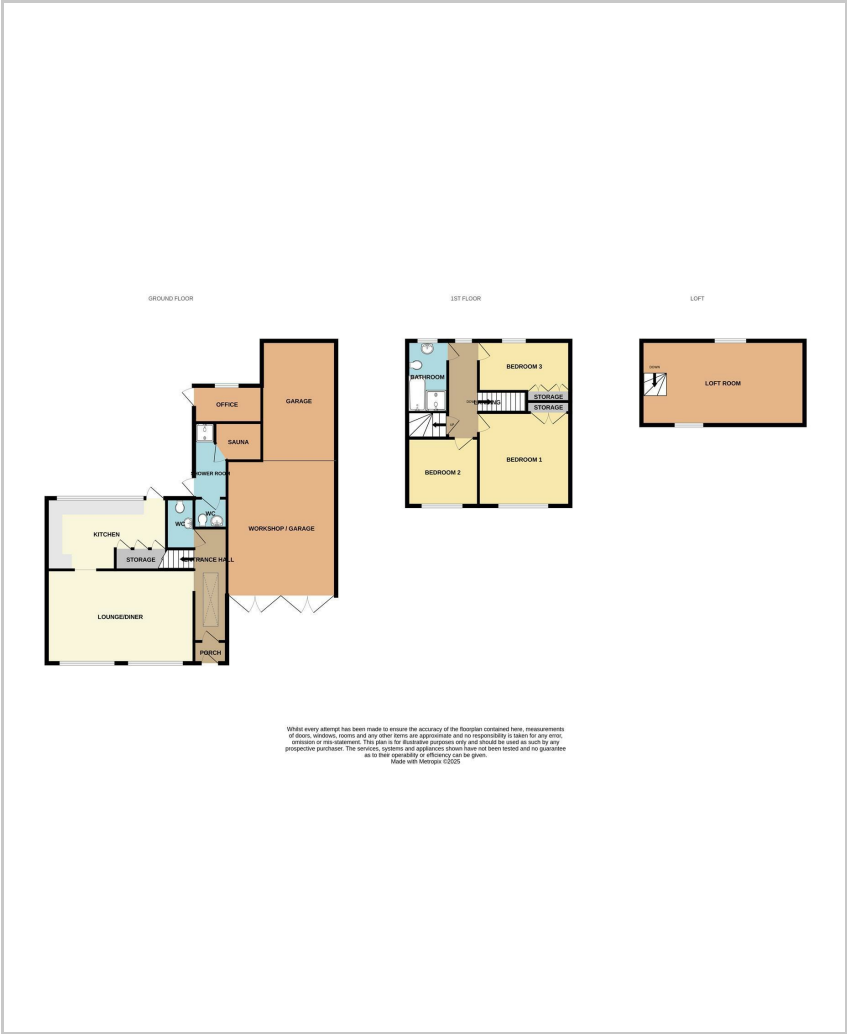 GROUND FLOOR
GARAGE
OFFICE
SAUNA
SHOWER ROOM
WC
WC
KITCHEN
WORKSHOP / GARAGE
STORAGE
ENTRANCE HALL
LOUNGE/DINER
PORCH
1ST FLOOR
BEDROOM 3
BATHROOM
STORAGE
DOWN
LANDING
STORAGE
UP
BEDROOM 1
BEDROOM 2
LOFT
DOWN
LOFT ROOM
Whilst every attempt has been made to ensure the accuracy of the floorplan contained here, measurements
of doors, windows, rooms and any other items are approximate and no responsibility is taken for any error,
omission or mis-statement. This plan is for illustrative purposes only and should be used as such by any
prospective purchaser. The services, systems and appliances shown have not been tested and no guarantee
as to their operability or efficiency can be given.
Made with Metropix ©2025